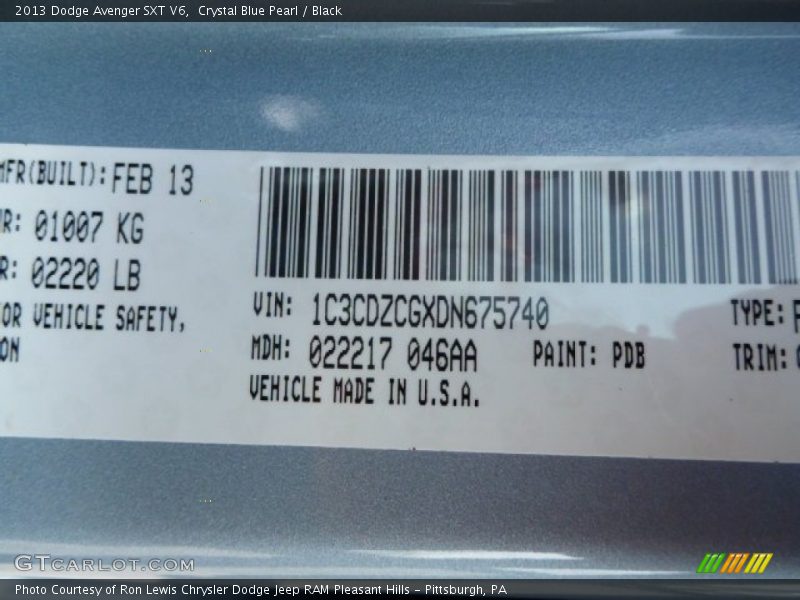 2013 Dodge Avenger SXT V6,  Crystal Blue Pearl / Black
MFR(BUILT): FEB 13
01007 KG
02220 LB
VEHICLE SAFETY,
VIN: 1C3CDZCGXDN675740
TYPE:
MDH: 022217 046AA
PAINT: PDB
TRIM:
VEHICLE MADE IN U.S.A.
GTCARLOT.COM
Photo Courtesy of Ron Lewis Chrysler Dodge Jeep RAM Pleasant Hills – Pittsburgh, PA